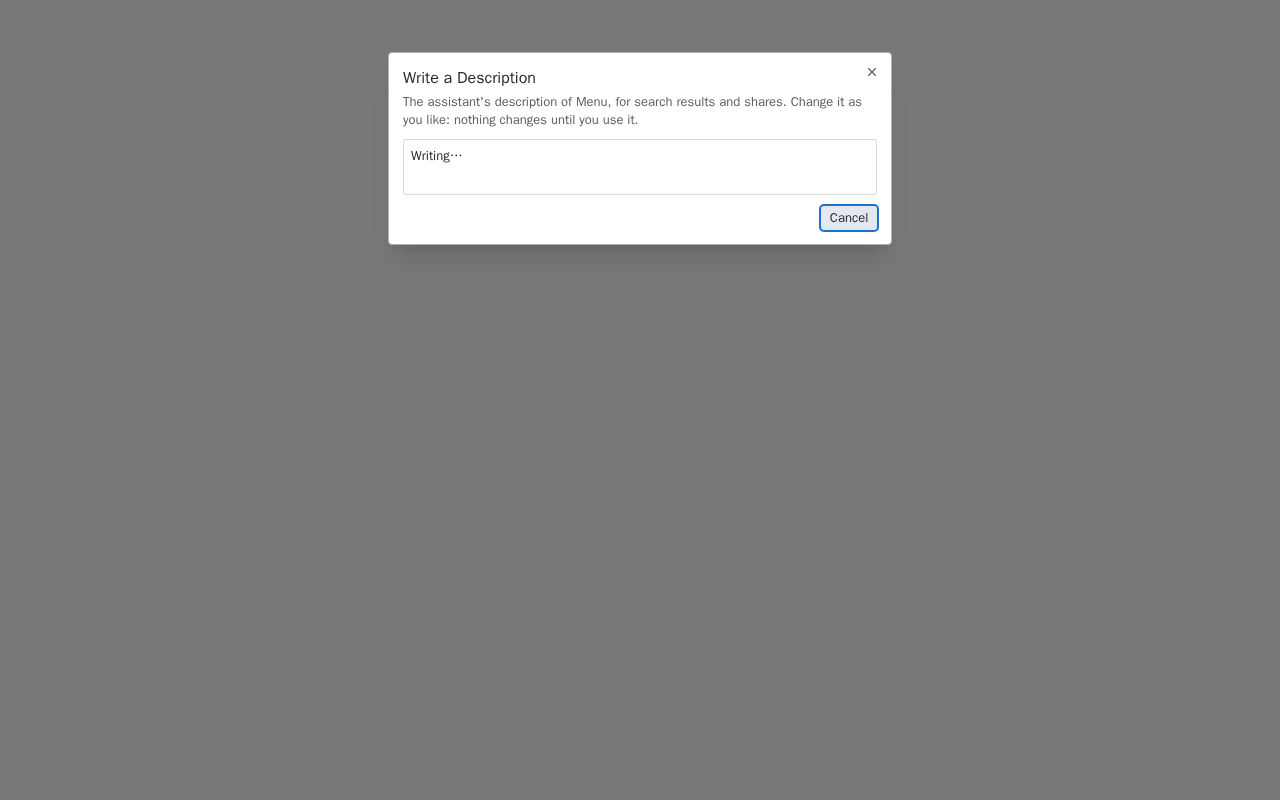 Write a Description
The assistant's description of Menu, for search results and shares. Change it as
you like: nothing changes until you use it.
Writing…
Cancel